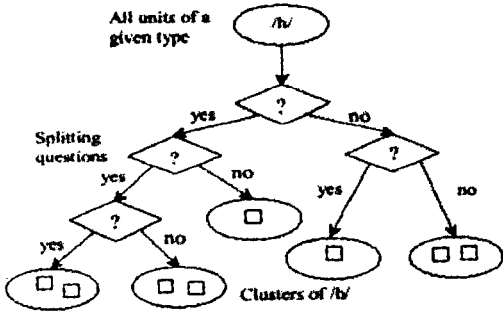 All units of a
given type
/h/
?
yes
no
Splitting
questions
?
?
yes
no
yes
no
?
yes
no
Clusters of /h/